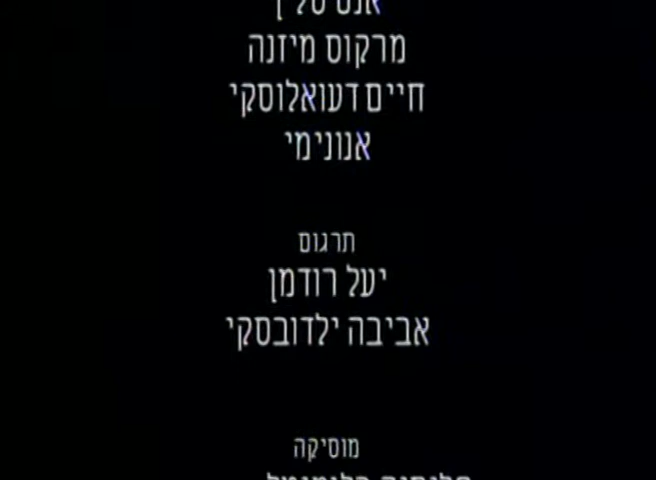 מרקוס מיזנה
חיים דעואלוסקי
אנונימי
תרגום
יעל רודמן
אביבה ילדובסקי
מוסיקה